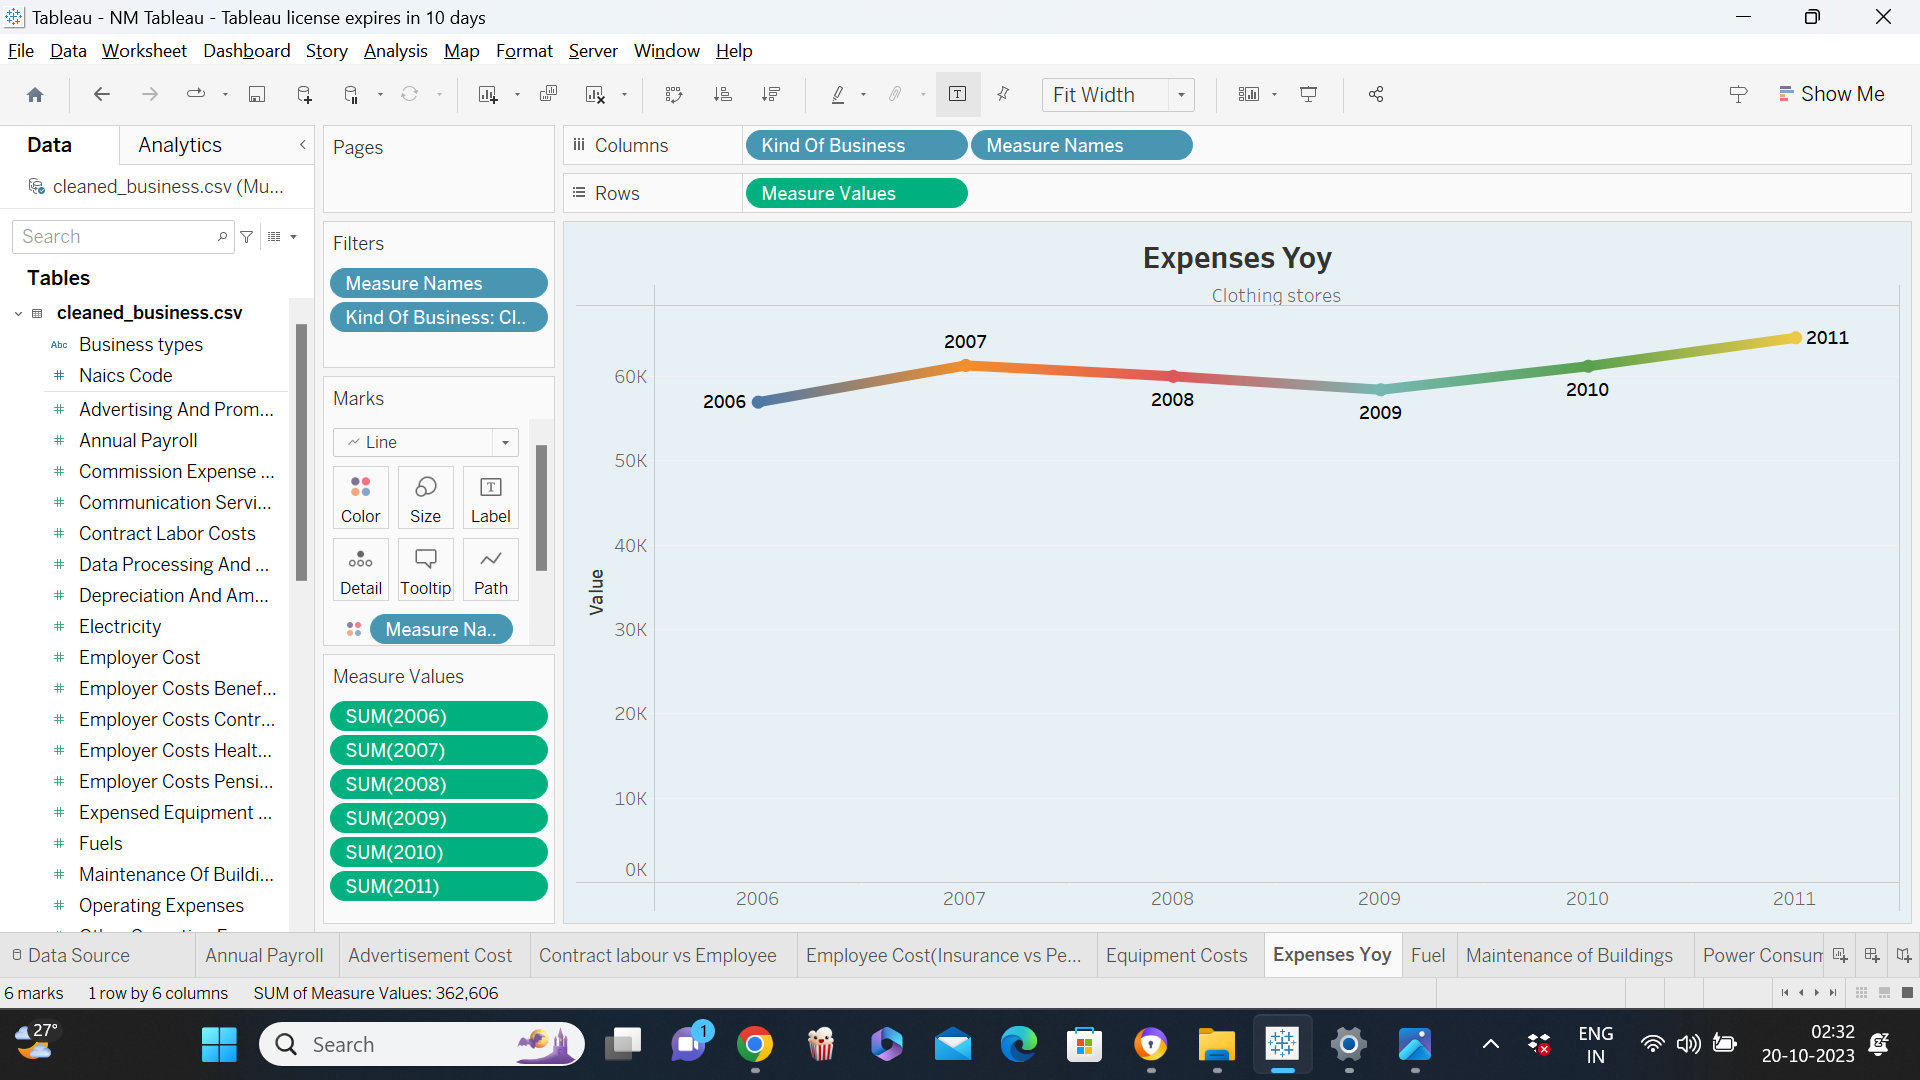 Tableau - NM Tableau - Tableau license expires in 10 days
File Data Worksheet Dashboard Story Analysis Map Format Server Window Help
Fit Width
Show Me
Data Analytics
cleaned_business.csv (Mu...
Search
Tables
cleaned_business.csv
Abc Business types
# Naics Code
# Advertising And Prom...
# Annual Payroll
# Commission Expense ...
# Communication Servi...
# Contract Labor Costs
# Data Processing And ...
# Depreciation And Am...
# Electricity
# Employer Cost
# Employer Costs Benef...
# Employer Costs Contr...
# Employer Costs Healt...
# Employer Costs Pensi...
# Expensed Equipment ...
# Fuels
# Maintenance Of Buildi...
# Operating Expenses
Pages
Filters
Measure Names
Kind Of Business: Cl..
Marks
Line
Color Size T Label
Detail Tooltip Path
Measure Na..
Measure Values
SUM(2006)
SUM(2007)
SUM(2008)
SUM(2009)
SUM(2010)
SUM(2011)
Columns Kind Of Business Measure Names
Rows Measure Values
Expenses Yoy
Clothing stores
2006
2007
2008
2009
2010
2011
Value
60K
50K
40K
30K
20K
10K
0K
2006 2007 2008 2009 2010 2011
Data Source Annual Payroll Advertisement Cost Contract labour vs Employee Employee Cost(Insurance vs Pe... Equipment Costs Expenses Yoy Fuel Maintenance of Buildings Power Consum
6 marks 1 row by 6 columns SUM of Measure Values: 362,606
27°
Search
1
ENG
IN
02:32
20-10-2023